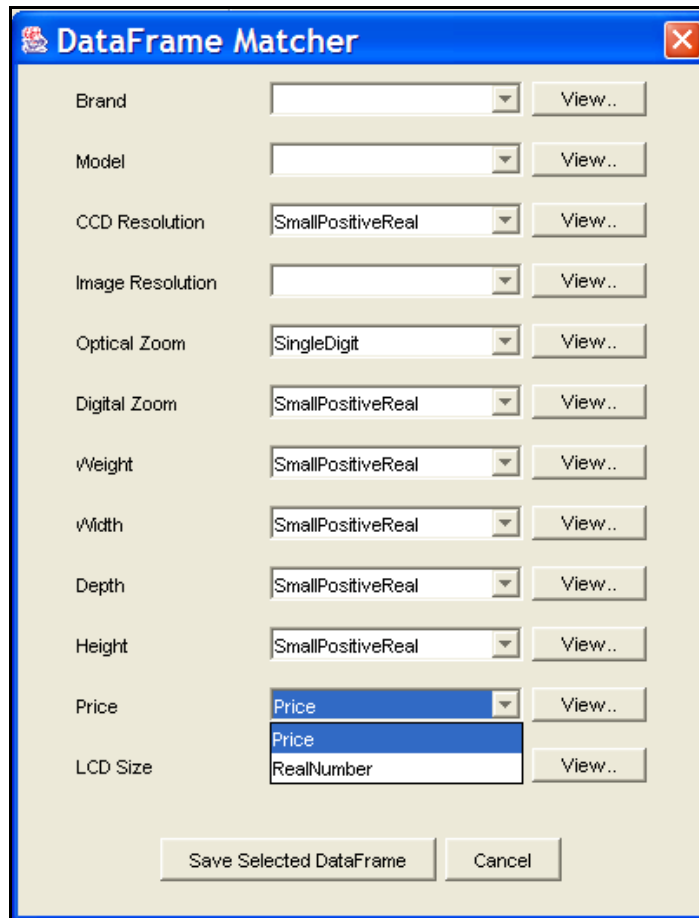 DataFrame Matcher
Brand View..
Model View..
CCD Resolution SmallPositiveReal View..
Image Resolution View..
Optical Zoom SingleDigit View..
Digital Zoom SmallPositiveReal View..
Weight SmallPositiveReal View..
Width SmallPositiveReal View..
Depth SmallPositiveReal View..
Height SmallPositiveReal View..
Price Price View..
Price
LCD Size RealNumber View..
Save Selected DataFrame Cancel